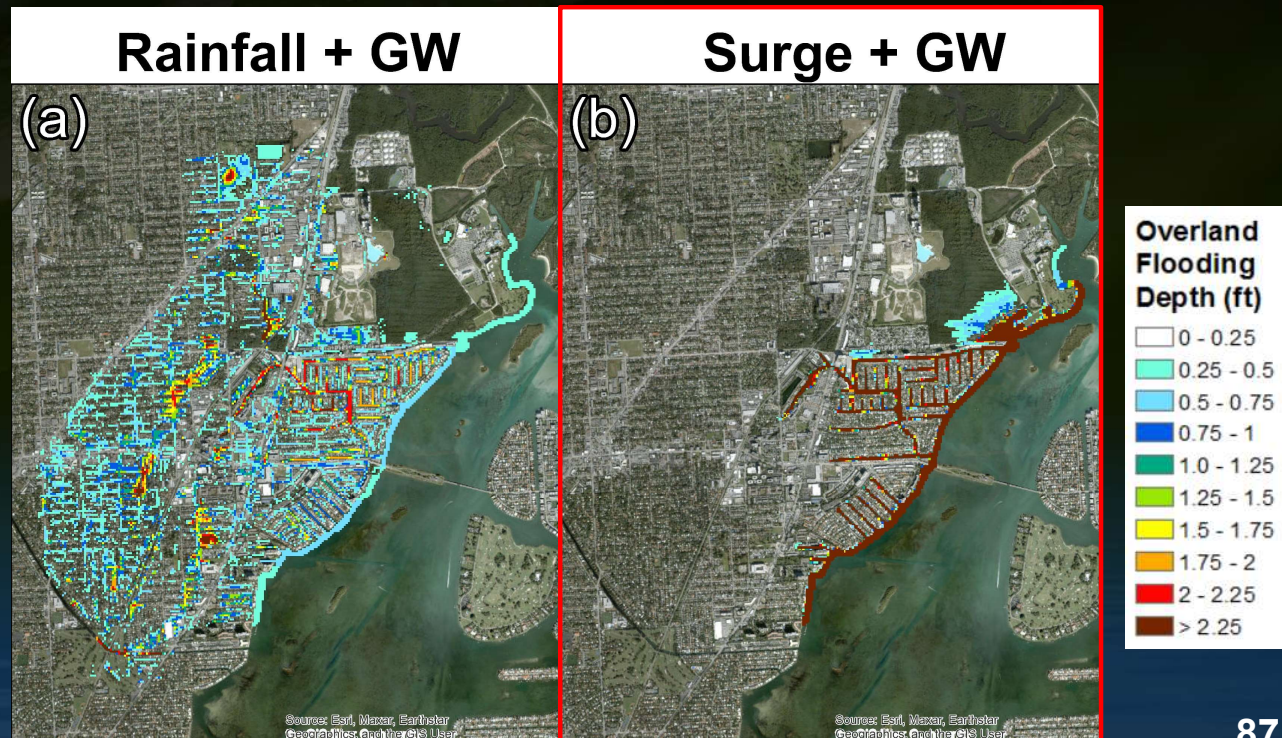 Rainfall + GW
Surge + GW
(a)
(b)
Overland
Flooding
Depth (ft)
0 - 0.25
0.25 - 0.5
0.5 - 0.75
0.75 - 1
1.0 - 1.25
1.25 - 1.5
1.5 - 1.75
1.75 - 2
2 - 2.25
> 2.25
Source: Esri, Maxar, Earthstar
Geographics, and the GIS User
Source: Esri, Maxar, Earthstar
Geographics, and the GIS User
87